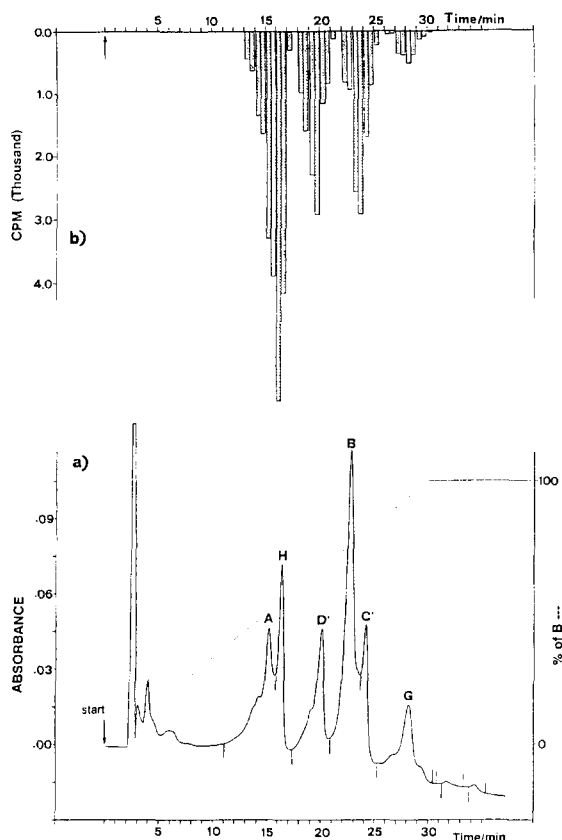 5 10 15 20 25 30 Time/min
0.0
1.0
2.0
3.0
4.0
CPM (Thousand)
b)
a)
B
100
.09
H
.06
A
D'
C'
.03
G
start
.00
0
ABSORBANCE
% of B ---
5 10 15 20 25 30 Time/min